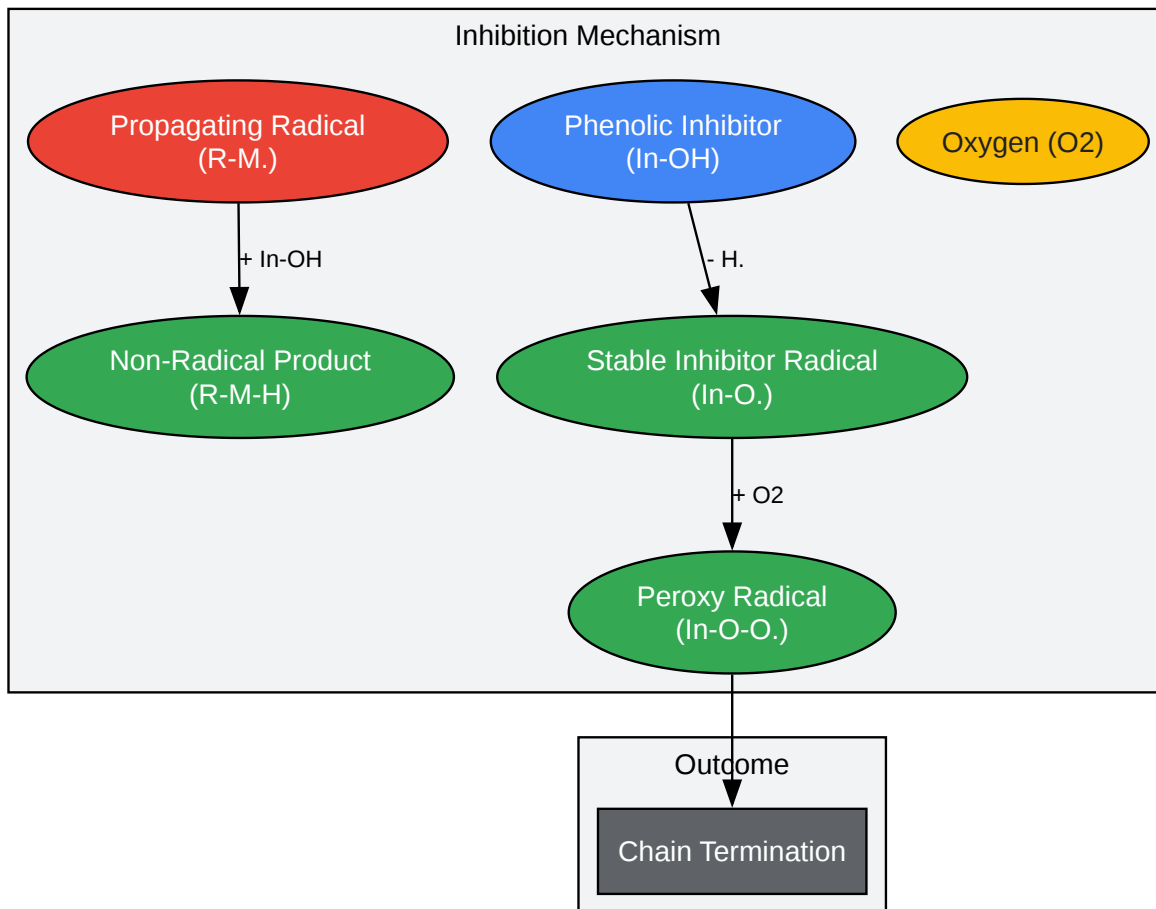 Inhibition Mechanism
Propagating Radical
(R-M.)
Phenolic Inhibitor
(In-OH)
Oxygen (O2)
+ In-OH
- H.
Non-Radical Product
(R-M-H)
Stable Inhibitor Radical
(In-O.)
+ O2
Peroxy Radical
(In-O-O.)
Outcome
Chain Termination